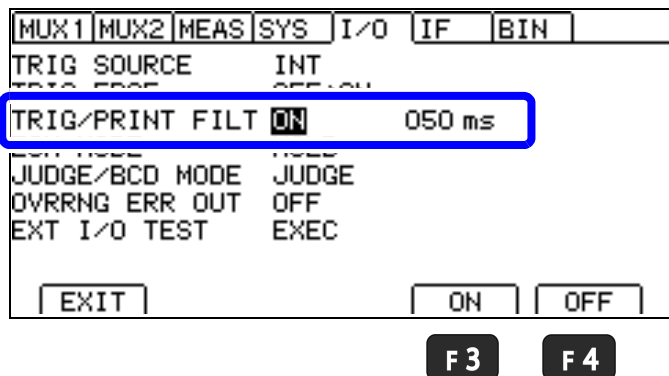 MUX1 MUX2 MEAS SYS I/O IF BIN
TRIG SOURCE INT
TRIG/PRINT FILT ON 050 ms
JUDGE/BCD MODE JUDGE
OVRRNG ERR OUT OFF
EXT I/O TEST EXEC
EXIT ON OFF
F3 F4